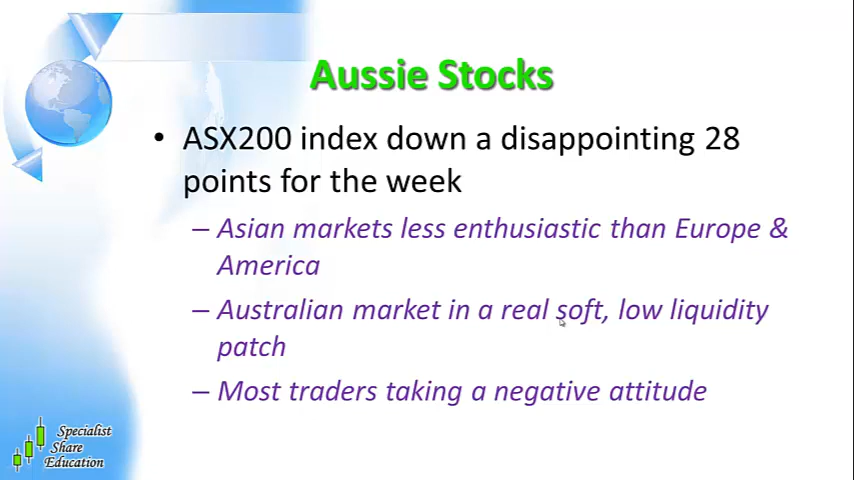 Aussie Stocks
• ASX200 index down a disappointing 28
points for the week
– Asian markets less enthusiastic than Europe &
America
– Australian market in a real soft, low liquidity
patch
– Most traders taking a negative attitude
Specialist
Share
Education